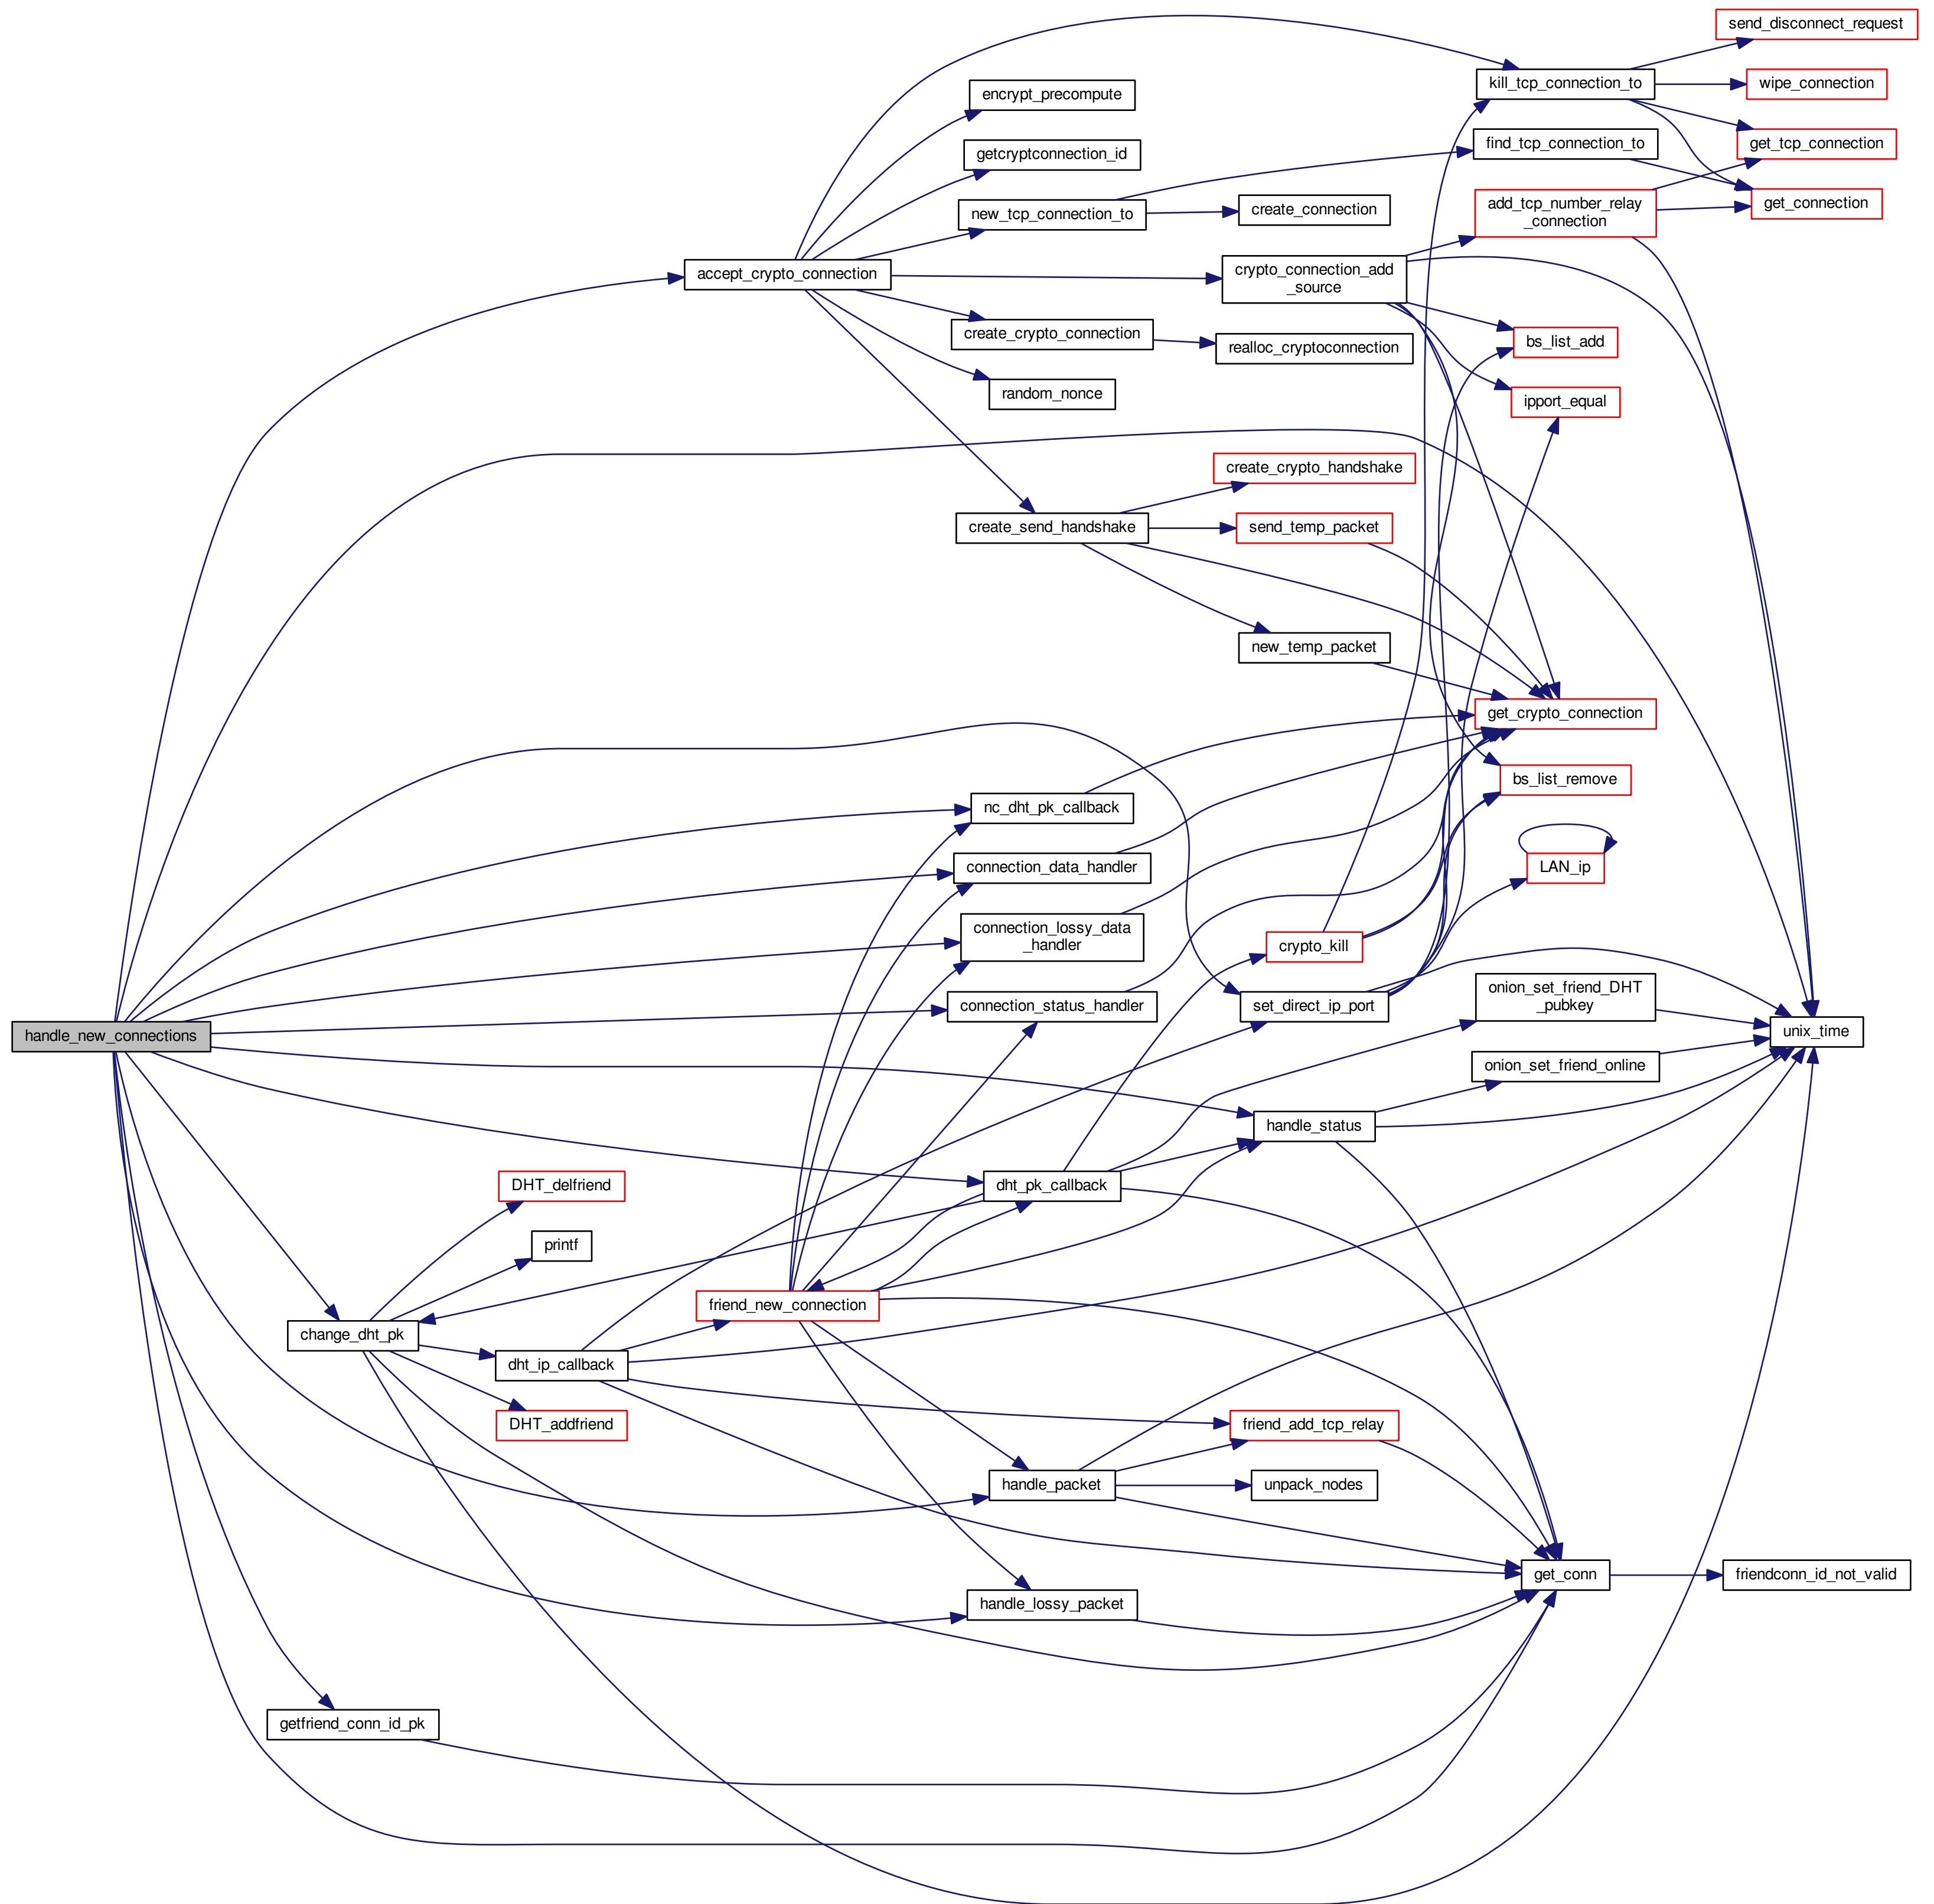 send_disconnect_request
kill_tcp_connection_to
wipe_connection
encrypt_precompute
find_tcp_connection_to
get_tcp_connection
getcryptconnection_id
get_connection
new_tcp_connection_to
create_connection
add_tcp_number_relay
_connection
accept_crypto_connection
crypto_connection_add
_source
create_crypto_connection
realloc_cryptoconnection
bs_list_add
random_nonce
ipport_equal
create_crypto_handshake
create_send_handshake
send_temp_packet
new_temp_packet
get_crypto_connection
bs_list_remove
nc_dht_pk_callback
connection_data_handler
LAN_ip
connection_lossy_data
_handler
crypto_kill
connection_status_handler
set_direct_ip_port
onion_set_friend_DHT
_pubkey
handle_new_connections
unix_time
onion_set_friend_online
handle_status
DHT_delfriend
dht_pk_callback
printf
friend_new_connection
change_dht_pk
dht_ip_callback
DHT_addfriend
friend_add_tcp_relay
handle_packet
unpack_nodes
get_conn
friendconn_id_not_valid
handle_lossy_packet
getfriend_conn_id_pk